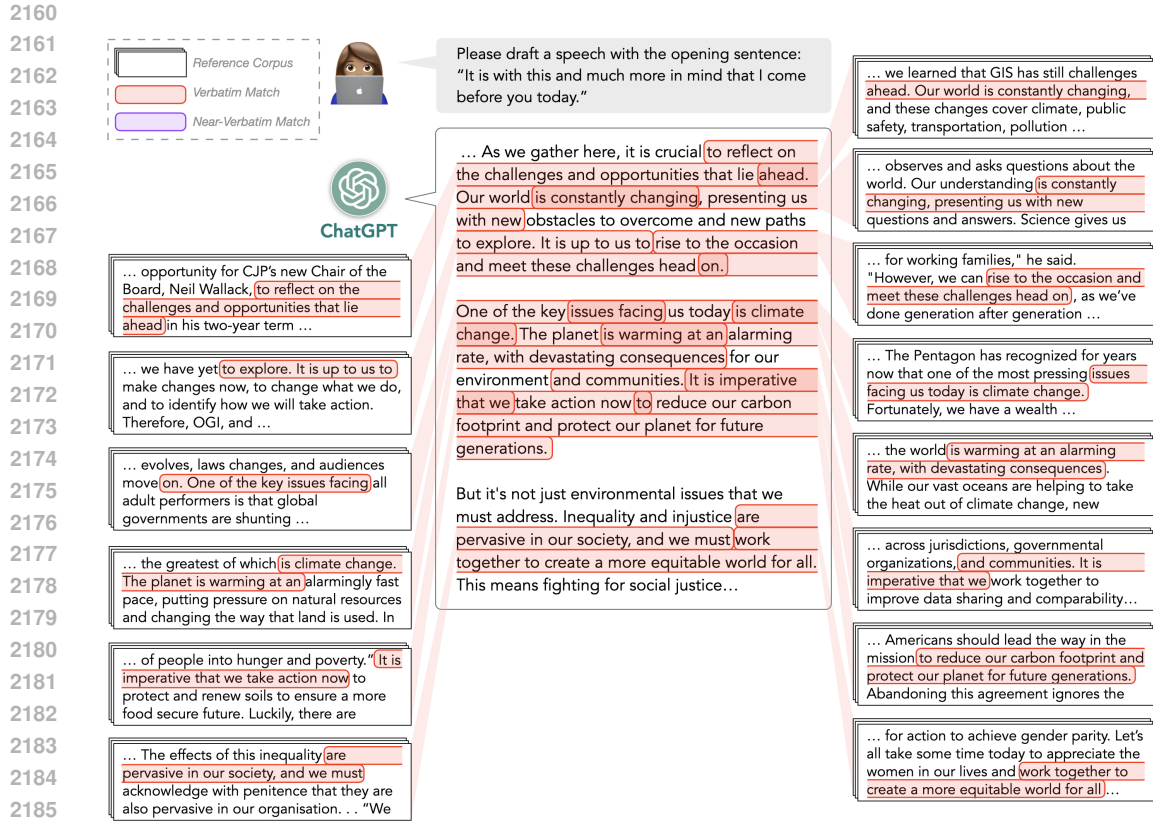 2160
2161
2162
2163
2164
2165
2166
2167
2168
2169
2170
2171
2172
2173
2174
2175
2176
2177
2178
2179
2180
2181
2182
2183
2184
2185
Reference Corpus
Verbatim Match
Near-Verbatim Match
Please draft a speech with the opening sentence:
“It is with this and much more in mind that I come
before you today.”
ChatGPT
… As we gather here, it is crucial to reflect on
the challenges and opportunities that lie ahead.
Our world is constantly changing, presenting us
with new obstacles to overcome and new paths
to explore. It is up to us to rise to the occasion
and meet these challenges head on.
One of the key issues facing us today is climate
change. The planet is warming at an alarming
rate, with devastating consequences for our
environment and communities. It is imperative
that we take action now to reduce our carbon
footprint and protect our planet for future
generations.
But it's not just environmental issues that we
must address. Inequality and injustice are
pervasive in our society, and we must work
together to create a more equitable world for all.
This means fighting for social justice…
… opportunity for CJP’s new Chair of the
Board, Neil Wallack, to reflect on the
challenges and opportunities that lie
ahead in his two-year term …
… we have yet to explore. It is up to us to
make changes now, to change what we do,
and to identify how we will take action.
Therefore, OGI, and …
… evolves, laws changes, and audiences
move on. One of the key issues facing all
adult performers is that global
governments are shunting …
… the greatest of which is climate change.
The planet is warming at an alarmingly fast
pace, putting pressure on natural resources
and changing the way that land is used. In
… of people into hunger and poverty.” It is
imperative that we take action now to
protect and renew soils to ensure a more
food secure future. Luckily, there are
… The effects of this inequality are
pervasive in our society, and we must
acknowledge with penitence that they are
also pervasive in our organisation. . . “We
… we learned that GIS has still challenges
ahead. Our world is constantly changing,
and these changes cover climate, public
safety, transportation, pollution …
… observes and asks questions about the
world. Our understanding is constantly
changing, presenting us with new
questions and answers. Science gives us
… for working families," he said.
"However, we can rise to the occasion and
meet these challenges head on, as we’ve
done generation after generation …
… The Pentagon has recognized for years
now that one of the most pressing issues
facing us today is climate change.
Fortunately, we have a wealth …
… the world is warming at an alarming
rate, with devastating consequences.
While our vast oceans are helping to take
the heat out of climate change, new
… across jurisdictions, governmental
organizations, and communities. It is
imperative that we work together to
improve data sharing and comparability…
… Americans should lead the way in the
mission to reduce our carbon footprint and
protect our planet for future generations.
Abandoning this agreement ignores the
… for action to achieve gender parity. Let’s
all take some time today to appreciate the
women in our lives and work together to
create a more equitable world for all …